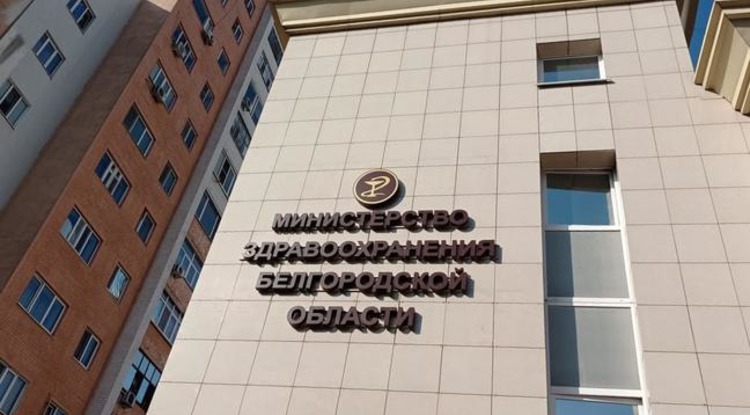 МИНИСТЕРСТВО
ЗДРАВООХРАНЕНИЯ
БЕЛГОРОДСКОЙ
ОБЛАСТИ